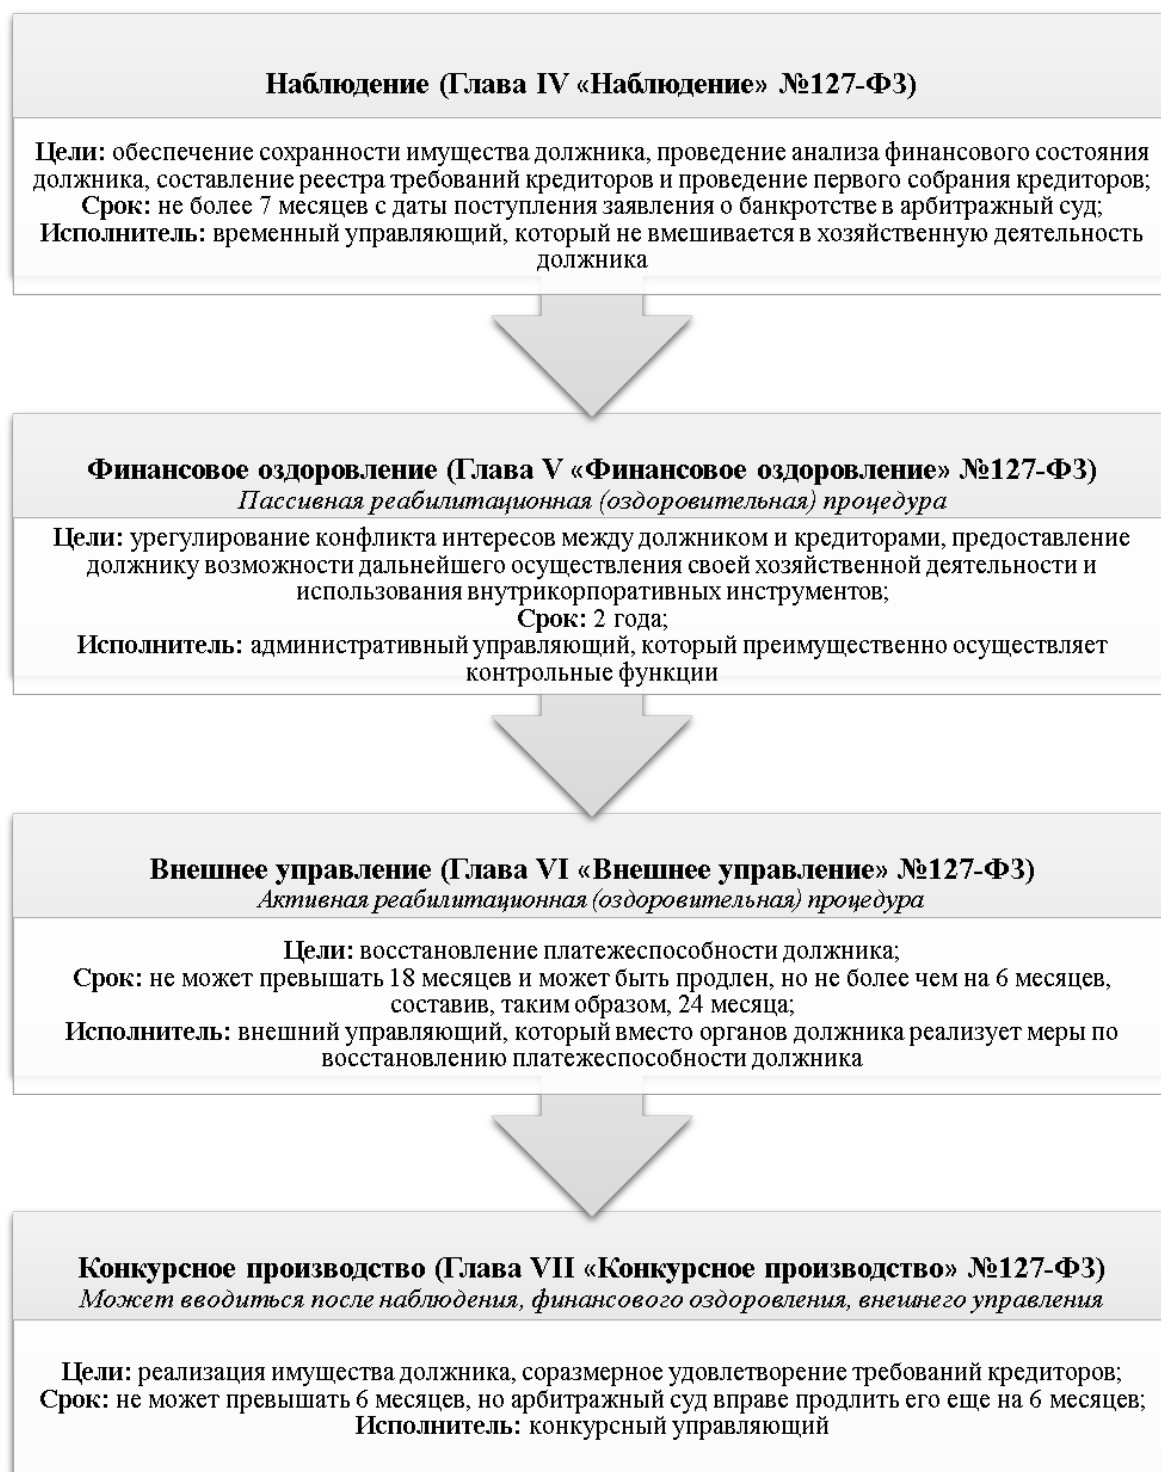 Наблюдение (Глава IV «Наблюдение» №127-ФЗ)
Цели: обеспечение сохранности имущества должника, проведение анализа финансового состояния
должника, составление реестра требований кредиторов и проведение первого собрания кредиторов;
Срок: не более 7 месяцев с даты поступления заявления о банкротстве в арбитражный суд;
Исполнитель: временный управляющий, который не вмешивается в хозяйственную деятельность
должника
Финансовое оздоровление (Глава V «Финансовое оздоровление» №127-ФЗ)
Пассивная реабилитационная (оздоровительная) процедура
Цели: урегулирование конфликта интересов между должником и кредиторами, предоставление
должнику возможности дальнейшего осуществления своей хозяйственной деятельности и
использования внутрикорпоративных инструментов;
Срок: 2 года;
Исполнитель: административный управляющий, который преимущественно осуществляет
контрольные функции
Внешнее управление (Глава VI «Внешнее управление» №127-ФЗ)
Активная реабилитационная (оздоровительная) процедура
Цели: восстановление платежеспособности должника;
Срок: не может превышать 18 месяцев и может быть продлен, но не более чем на 6 месяцев,
составив, таким образом, 24 месяца;
Исполнитель: внешний управляющий, который вместо органов должника реализует меры по
восстановлению платежеспособности должника
Конкурсное производство (Глава VII «Конкурсное производство» №127-ФЗ)
Может вводиться после наблюдения, финансового оздоровления, внешнего управления
Цели: реализация имущества должника, соразмерное удовлетворение требований кредиторов;
Срок: не может превышать 6 месяцев, но арбитражный суд вправе продлить его еще на 6 месяцев;
Исполнитель: конкурсный управляющий